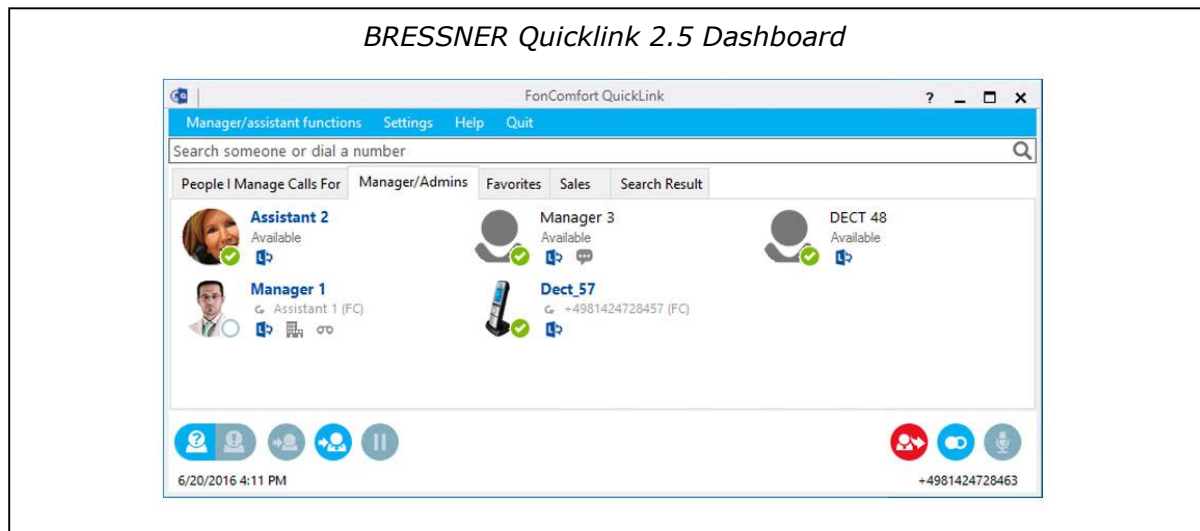 BRESSNER Quicklink 2.5 Dashboard
FonComfort QuickLink
Manager/assistant functions Settings Help Quit
Search someone or dial a number
People I Manage Calls For Manager/Admins Favorites Sales Search Result
Assistant 2 Manager 3 DECT 48
Available Available Available
Manager 1 Dect_57
Assistant 1 (FC) +4981424728457 (FC)
6/20/2016 4:11 PM +4981424728463